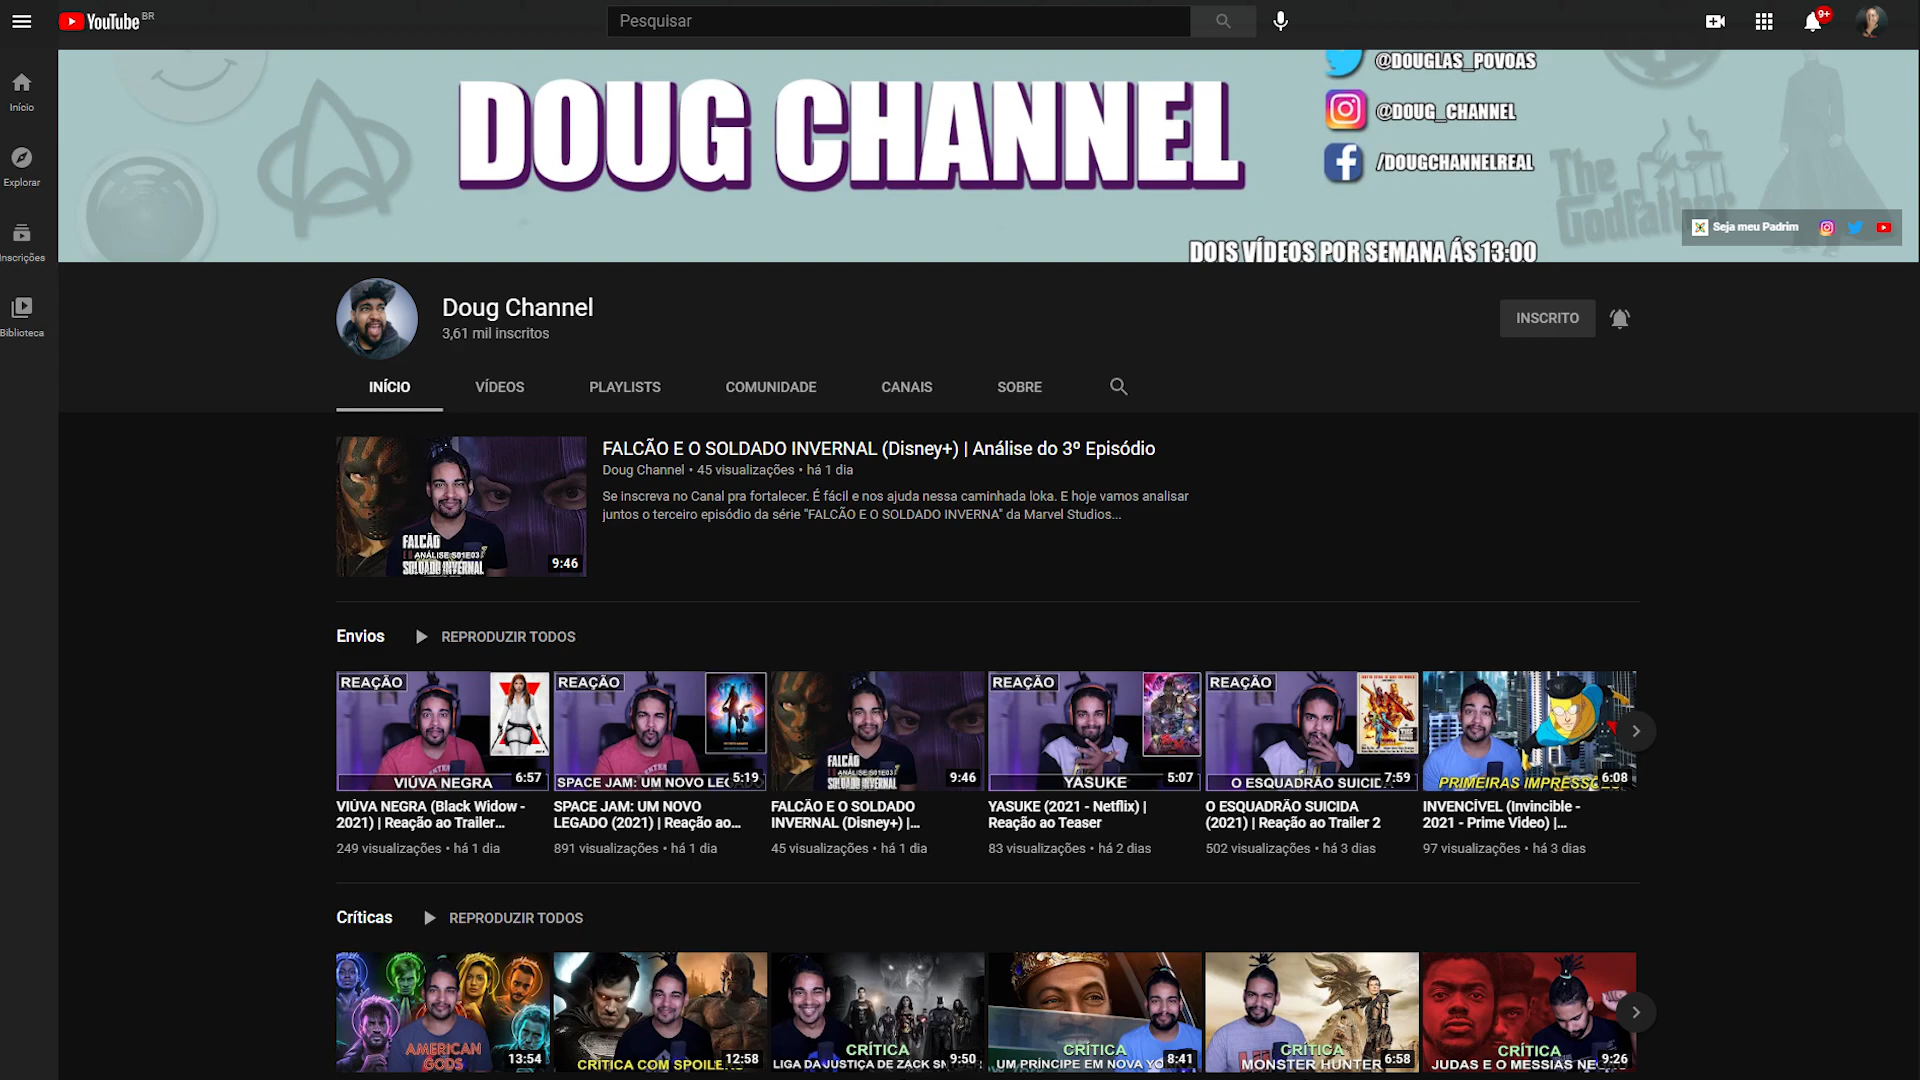 YouTube BR
Pesquisar
9+
Início
Explorar
Inscrições
Biblioteca
DOUG CHANNEL
@DOUGLAS_POVOAS
@DOUG_CHANNEL
/DOUGCHANNELREAL
The Godfather
Seja meu Padrim
DOIS VÍDEOS POR SEMANA ÁS 13:00
Doug Channel
3,61 mil inscritos
INSCRITO
INÍCIO VÍDEOS PLAYLISTS COMUNIDADE CANAIS SOBRE
FALCÃO
ANÁLISE S01E03
SOLDADO INVERNAL
9:46
FALCÃO E O SOLDADO INVERNAL (Disney+) | Análise do 3º Episódio
Doug Channel • 45 visualizações • há 1 dia
Se inscreva no Canal pra fortalecer. É fácil e nos ajuda nessa caminhada loka. E hoje vamos analisar
juntos o terceiro episódio da série "FALCÃO E O SOLDADO INVERNA" da Marvel Studios...
Envios REPRODUZIR TODOS
REAÇÃO
VIÚVA NEGRA 6:57
VIÚVA NEGRA (Black Widow -
2021) | Reação ao Trailer...
249 visualizações • há 1 dia
REAÇÃO
SPACE JAM: UM NOVO 5:19
SPACE JAM: UM NOVO
LEGADO (2021) | Reação ao...
891 visualizações • há 1 dia
FALCÃO
ANÁLISE S01E03
SOLDADO INVERNAL
9:46
FALCÃO E O SOLDADO
INVERNAL (Disney+) |...
45 visualizações • há 1 dia
REAÇÃO
YASUKE 5:07
YASUKE (2021 - Netflix) |
Reação ao Teaser
83 visualizações • há 2 dias
REAÇÃO
O ESQUADRÃO 7:59
O ESQUADRÃO SUICIDA
(2021) | Reação ao Trailer 2
502 visualizações • há 3 dias
PRIMEIRAS 6:08
INVENCÍVEL (Invincible -
2021 - Prime Video) |...
97 visualizações • há 3 dias
Críticas REPRODUZIR TODOS
AMERICAN
GODS 13:54
CRÍTICA COM 12:58
CRÍTICA
LIGA DA JUSTIÇA DE ZACK 9:50
CRÍTICA
UM PRÍNCIPE EM NOVA 8:41
CRÍTICA
MONSTER HUNTER 6:58
CRÍTICA
JUDAS E O MESSIAS 9:26